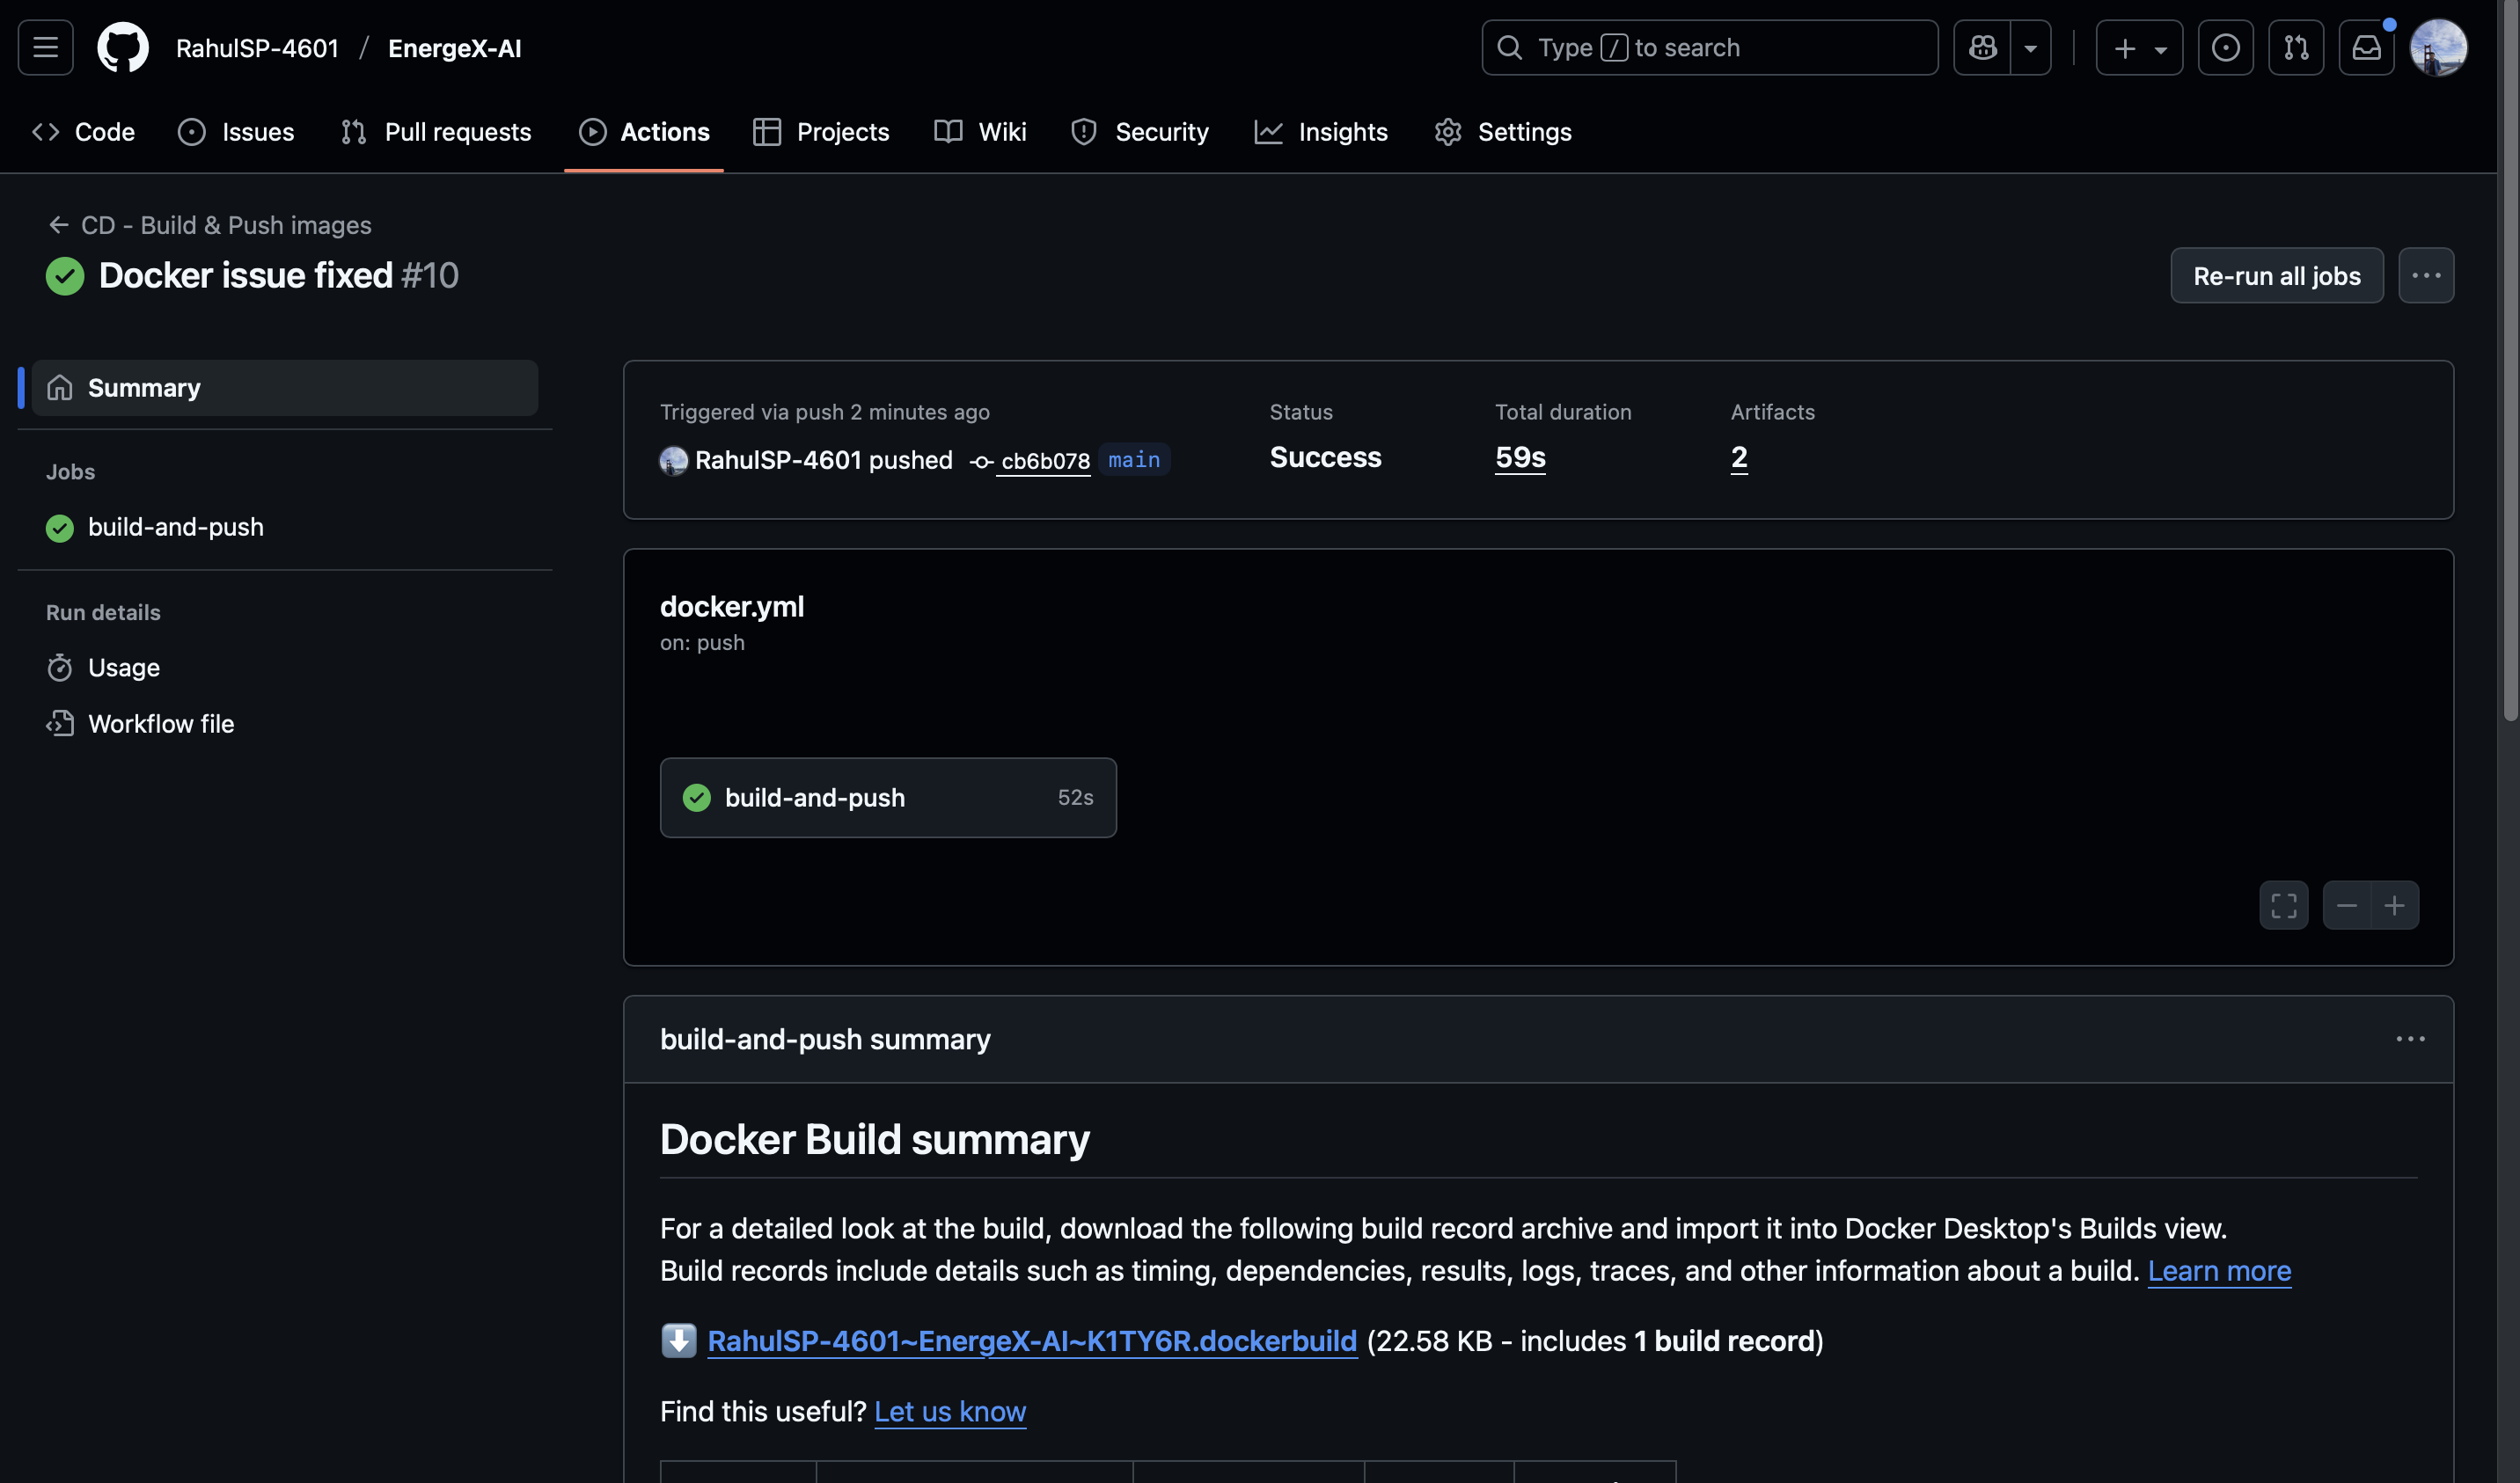 RahulSP-4601 / EnergeX-AI
Type / to search
Code Issues Pull requests Actions Projects Wiki Security Insights Settings
CD - Build & Push images
Docker issue fixed #10
Re-run all jobs
Summary
Jobs
build-and-push
Run details
Usage
Workflow file
Triggered via push 2 minutes ago
RahulSP-4601 pushed cb6b078 main
Status
Success
Total duration
59s
Artifacts
2
docker.yml
on: push
build-and-push 52s
build-and-push summary
Docker Build summary
For a detailed look at the build, download the following build record archive and import it into Docker Desktop's Builds view.
Build records include details such as timing, dependencies, results, logs, traces, and other information about a build. Learn more
RahulSP-4601~EnergeX-AI~K1TY6R.dockerbuild (22.58 KB - includes 1 build record)
Find this useful? Let us know